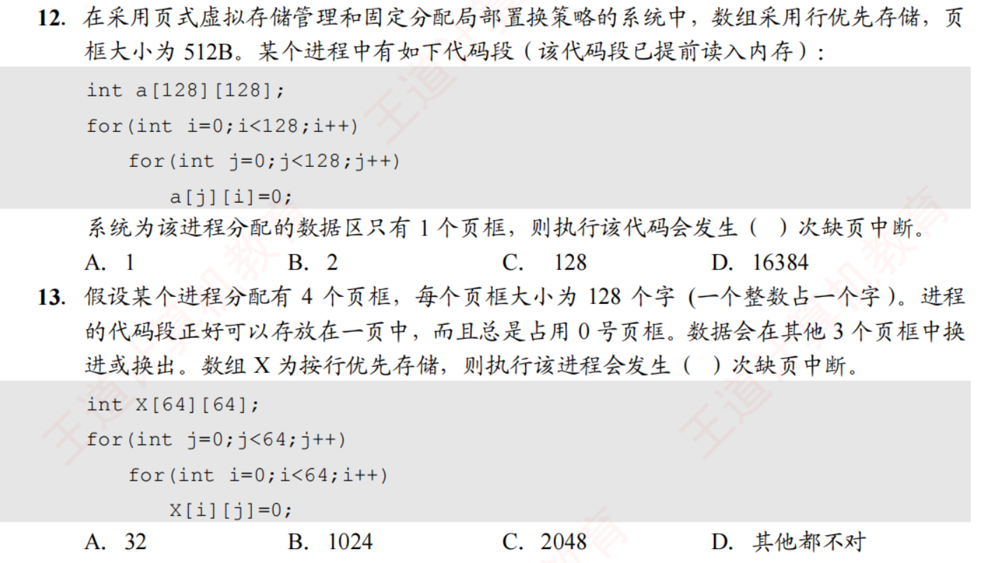 12. 在采用页式虚拟存储管理和固定分配局部置换策略的系统中，数组采用行优先存储，页
框大小为 512B。某个进程中有如下代码段（该代码段已提前读入内存）：
int a[128][128];
for(int i=0;i<128;i++)
for(int j=0;j<128;j++)
a[j][i]=0;
系统为该进程分配的数据区只有 1 个页框，则执行该代码会发生（ ）次缺页中断。
A. 1 B. 2 C. 128 D. 16384
13. 假设某个进程分配有 4 个页框，每个页框大小为 128 个字 (一个整数占一个字)。进程
的代码段正好可以存放在一页中，而且总是占用 0 号页框。数据会在其他 3 个页框中换
进或换出。数组 X 为按行优先存储，则执行该进程会发生（ ）次缺页中断。
int X[64][64];
for(int j=0;j<64;j++)
for(int i=0;i<64;i++)
X[i][j]=0;
A. 32 B. 1024 C. 2048 D. 其他都不对
王道计算机教育